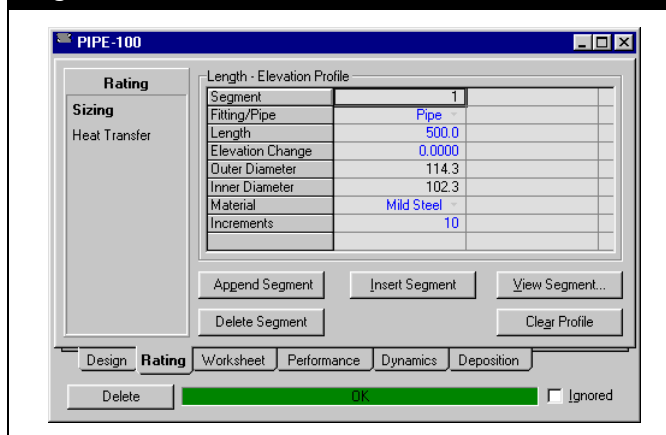 PIPE-100
Rating
Sizing
Heat Transfer
Length - Elevation Profile
Segment 1
Fitting/Pipe Pipe
Length 500.0
Elevation Change 0.0000
Outer Diameter 114.3
Inner Diameter 102.3
Material Mild Steel
Increments 10
Append Segment Insert Segment View Segment...
Delete Segment Clear Profile
Design Rating Worksheet Performance Dynamics Deposition
Delete OK Ignored